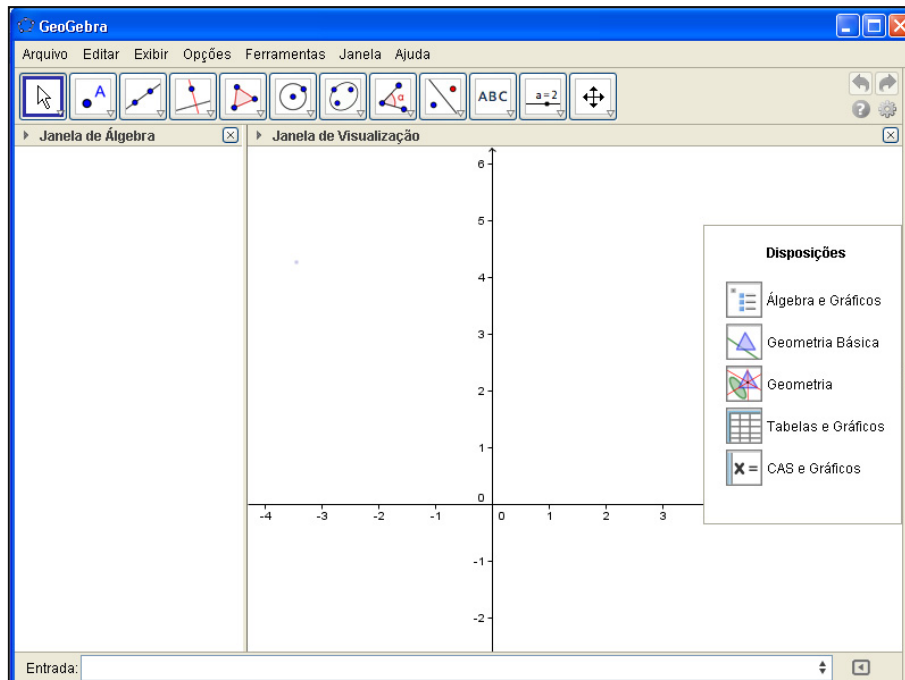 GeoGebra
Arquivo Editar Exibir Opções Ferramentas Janela Ajuda
A α ABC a=2
Janela de Álgebra
Janela de Visualização
6
5
4
3
2
1
0
-4 -3 -2 -1 0 1 2 3
-1
-2
Disposições
Álgebra e Gráficos
Geometria Básica
Geometria
Tabelas e Gráficos
X = CAS e Gráficos
Entrada: